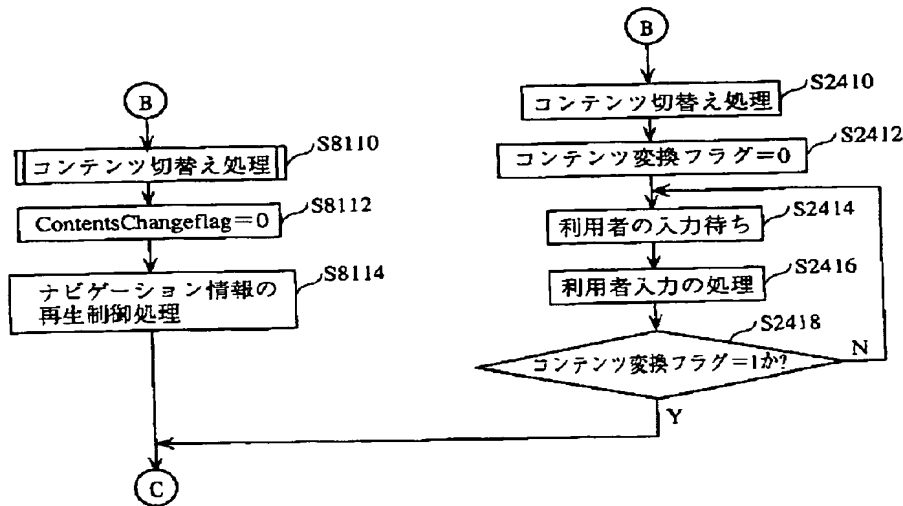 B
コンテンツ切替え処理
S8110
ContentsChangeflag=0
S8112
ナビゲーション情報の
再生制御処理
S8114
B
コンテンツ切替え処理
S2410
コンテンツ変換フラグ=0
S2412
利用者の入力待ち
S2414
利用者入力の処理
S2416
コンテンツ変換フラグ=1か?
S2418
N
Y
C